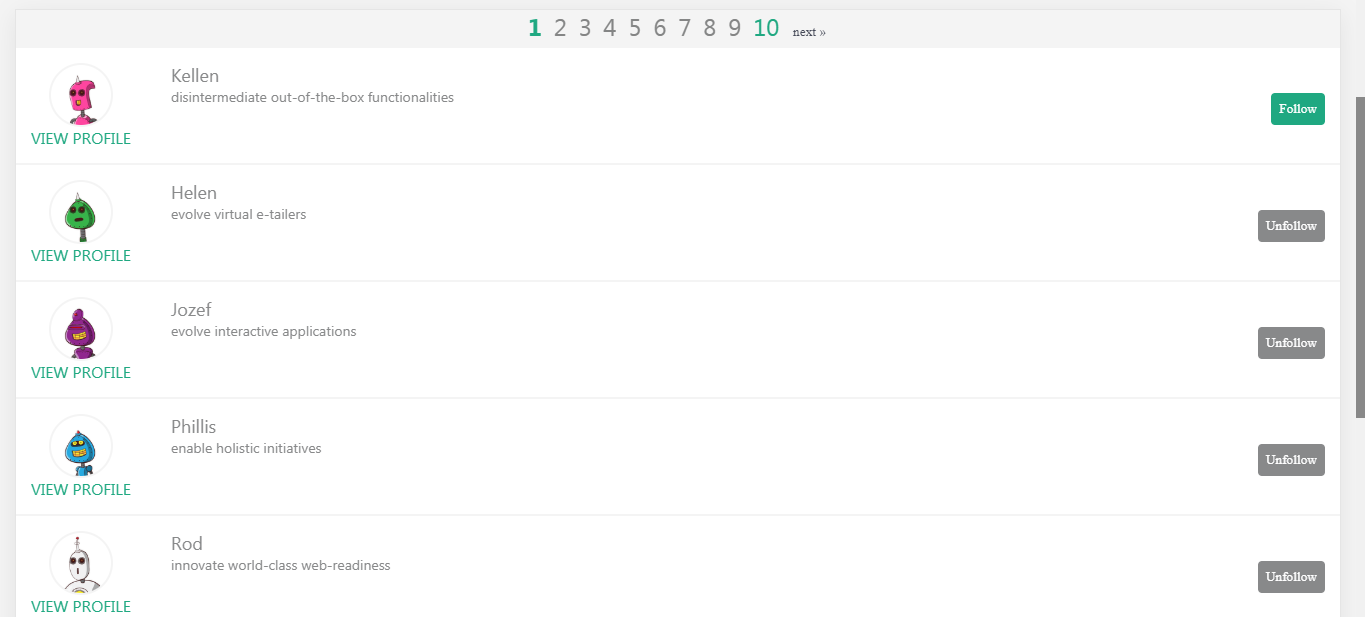 1 2 3 4 5 6 7 8 9 10 next »
Kellen
disintermediate out-of-the-box functionalities
Follow
VIEW PROFILE
Helen
evolve virtual e-tailers
Unfollow
VIEW PROFILE
Jozef
evolve interactive applications
Unfollow
VIEW PROFILE
Phillis
enable holistic initiatives
Unfollow
VIEW PROFILE
Rod
innovate world-class web-readiness
Unfollow
VIEW PROFILE